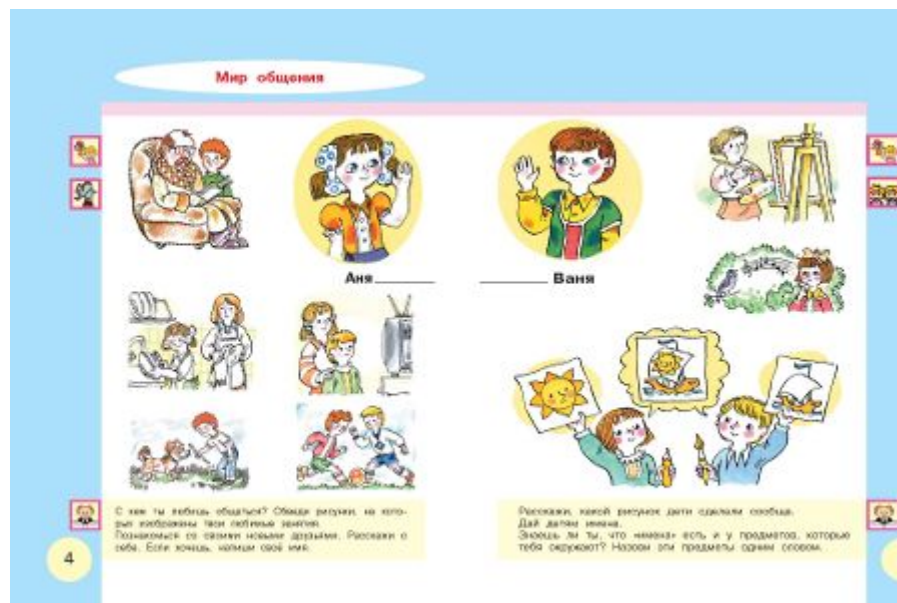 Мир общения
Аня
Ваня
С кем ты любишь общаться? Обведи рисунки, на кото-
рых изображены твои любимые занятия.
Познакомься со своими новыми друзьями. Расскажи о
себе. Если хочешь, напиши своё имя.
4
Расскажи, какой рисунок дети сделали сообща.
Дай детям имена.
Знаешь ли ты, что «имена» есть и у предметов, которые
тебя окружают? Назови эти предметы одним словом.